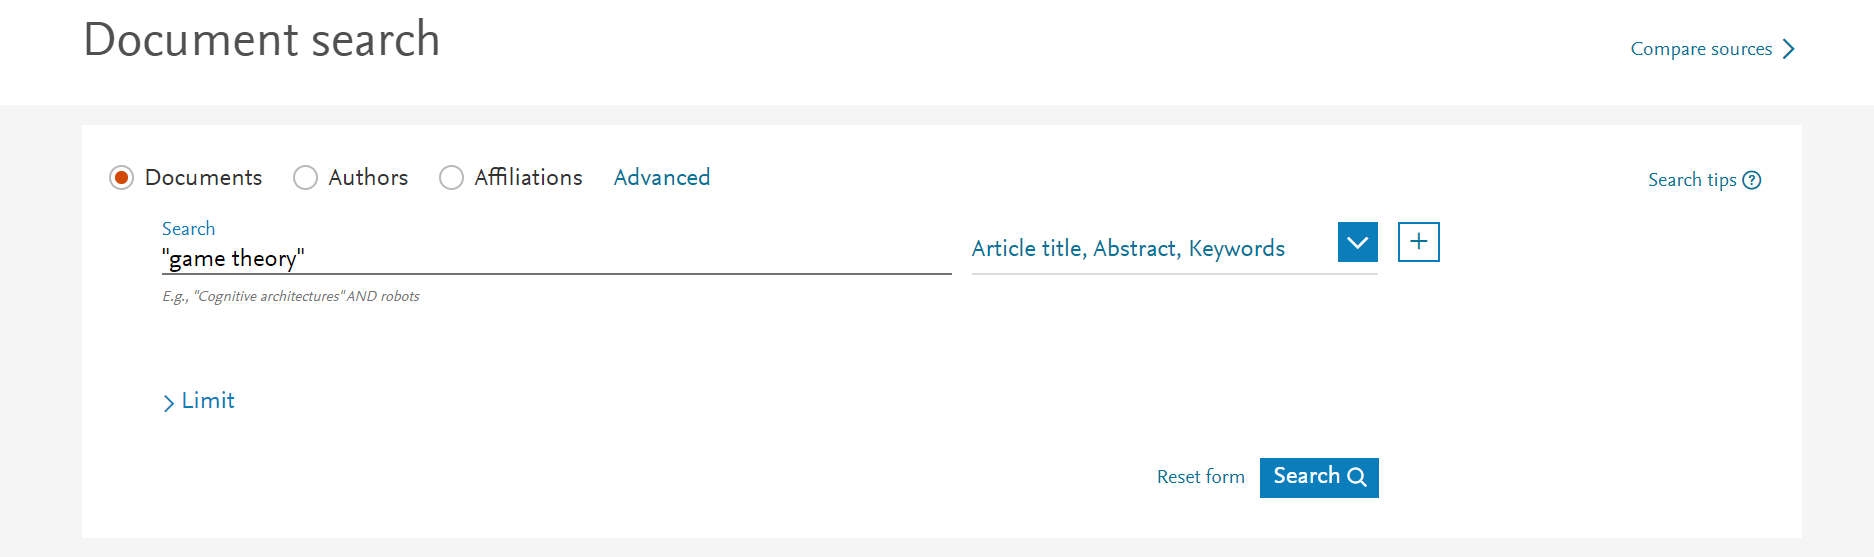 Document search
Compare sources
Documents Authors Affiliations Advanced
Search tips
Search
"game theory"
Article title, Abstract, Keywords
E.g., "Cognitive architectures" AND robots
Limit
Reset form
Search